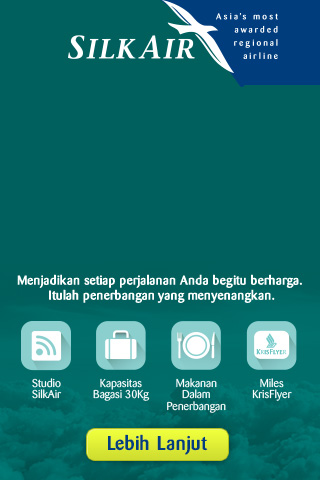 SILKAIR
Asia's most
awarded
regional
airline
Menjadikan setiap perjalanan Anda begitu berharga.
Itulah penerbangan yang menyenangkan.
KRISFLYER
Studio
SilkAir
Kapasitas
Bagasi 30Kg
Makanan
Dalam
Penerbangan
Miles
KrisFlyer
Lebih Lanjut